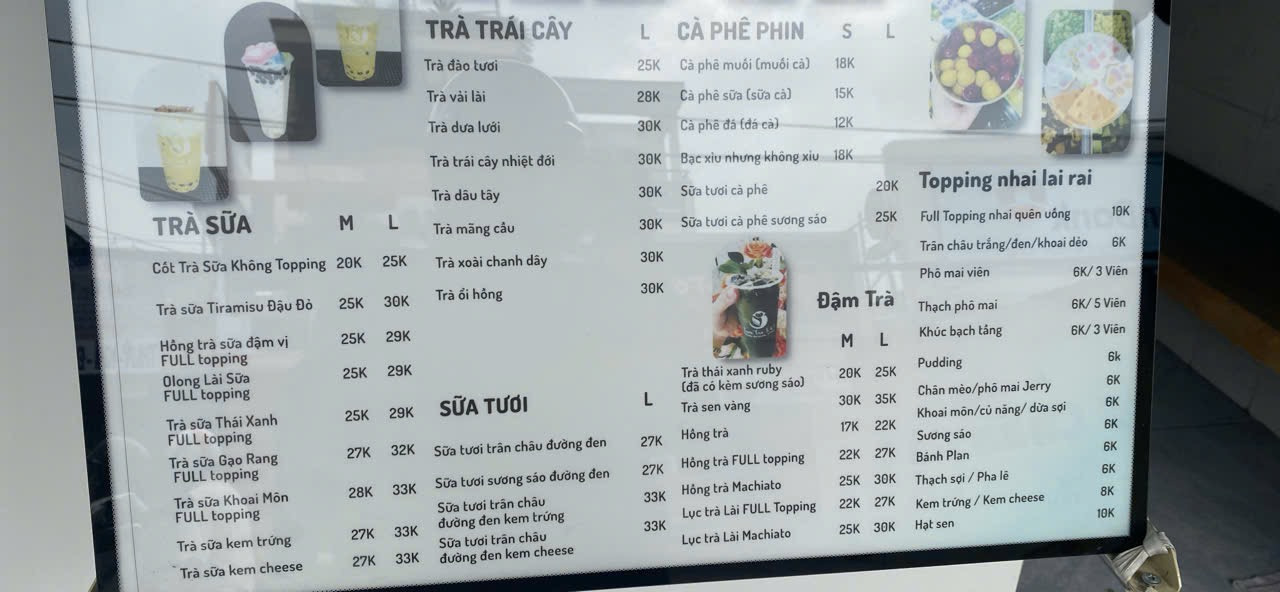 TRÀ SỮA M L
Cốt Trà Sữa Không Topping 20K 25K
Trà sữa Tiramisu Đậu Đỏ 25K 30K
Hồng trà sữa đậm vị 25K 29K
FULL topping
Olong Lài Sữa 25K 29K
FULL topping
Trà sữa Thái Xanh 25K 29K
FULL topping
Trà sữa Gạo Rang 27K 32K
FULL topping
Trà sữa Khoai Môn 28K 33K
FULL topping
Trà sữa kem trứng 27K 33K
Trà sữa kem cheese 27K 33K
TRÀ TRÁI CÂY L
Trà đào tươi 25K
Trà vải lài 28K
Trà dưa lưới 30K
Trà trái cây nhiệt đới 30K
Trà dâu tây 30K
Trà mãng cầu 30K
Trà xoài chanh dây 30K
Trà ổi hồng 30K
SỮA TƯƠI L
Sữa tươi trân châu đường đen 27K
Sữa tươi sương sáo đường đen 27K
Sữa tươi trân châu 33K
đường đen kem trứng
Sữa tươi trân châu 33K
đường đen kem cheese
CÀ PHÊ PHIN S L
Cà phê muối (muối cà) 18K
Cà phê sữa (sữa cà) 15K
Cà phê đá (đá cà) 12K
Bạc xỉu nhưng không xỉu 18K
Sữa tươi cà phê 20K
Sữa tươi cà phê sương sáo 25K
Đậm Trà
M L
Trà thái xanh ruby 20K 25K
(đã có kèm sương sáo)
Trà sen vàng 30K 35K
Hồng trà 17K 22K
Hồng trà FULL topping 22K 27K
Hồng trà Machiato 25K 30K
Lục trà Lài FULL Topping 22K 27K
Lục trà Lài Machiato 25K 30K
Topping nhai lai rai
Full Topping nhai quên uống 10K
Trân châu trắng/đen/khoai dẻo 6K
Phô mai viên 6K/ 3 Viên
Thạch phô mai 6K/ 5 Viên
Khúc bạch tầng 6K/ 3 Viên
Pudding 6k
Chân mèo/phô mai Jerry 6K
Khoai môn/củ năng/ dừa sợi 6K
Sương sáo 6K
Bánh Plan 6K
Thạch sợi / Pha lê 6K
Kem trứng / Kem cheese 8K
Hạt sen 10K